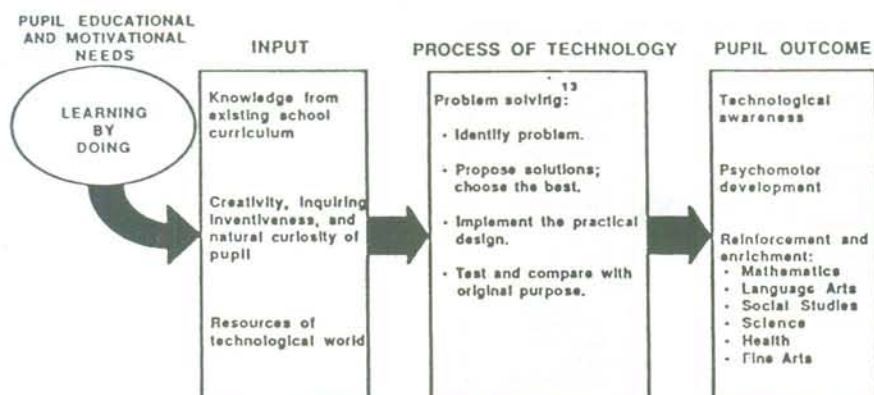 PUPIL EDUCATIONAL
AND MOTIVATIONAL
NEEDS
LEARNING
BY
DOING
INPUT
Knowledge from
existing school
curriculum
Creativity, Inquiring
Inventiveness, and
natural curiosity of
pupil
Resources of
technological world
PROCESS OF TECHNOLOGY
13
Problem solving:
• Identify problem.
• Propose solutions;
choose the best.
• Implement the practical
design.
• Test and compare with
original purpose.
PUPIL OUTCOME
Technological
awareness
Psychomotor
development
Reinforcement and
enrichment:
• Mathematics
• Language Arts
• Social Studies
• Science
• Health
• Fine Arts